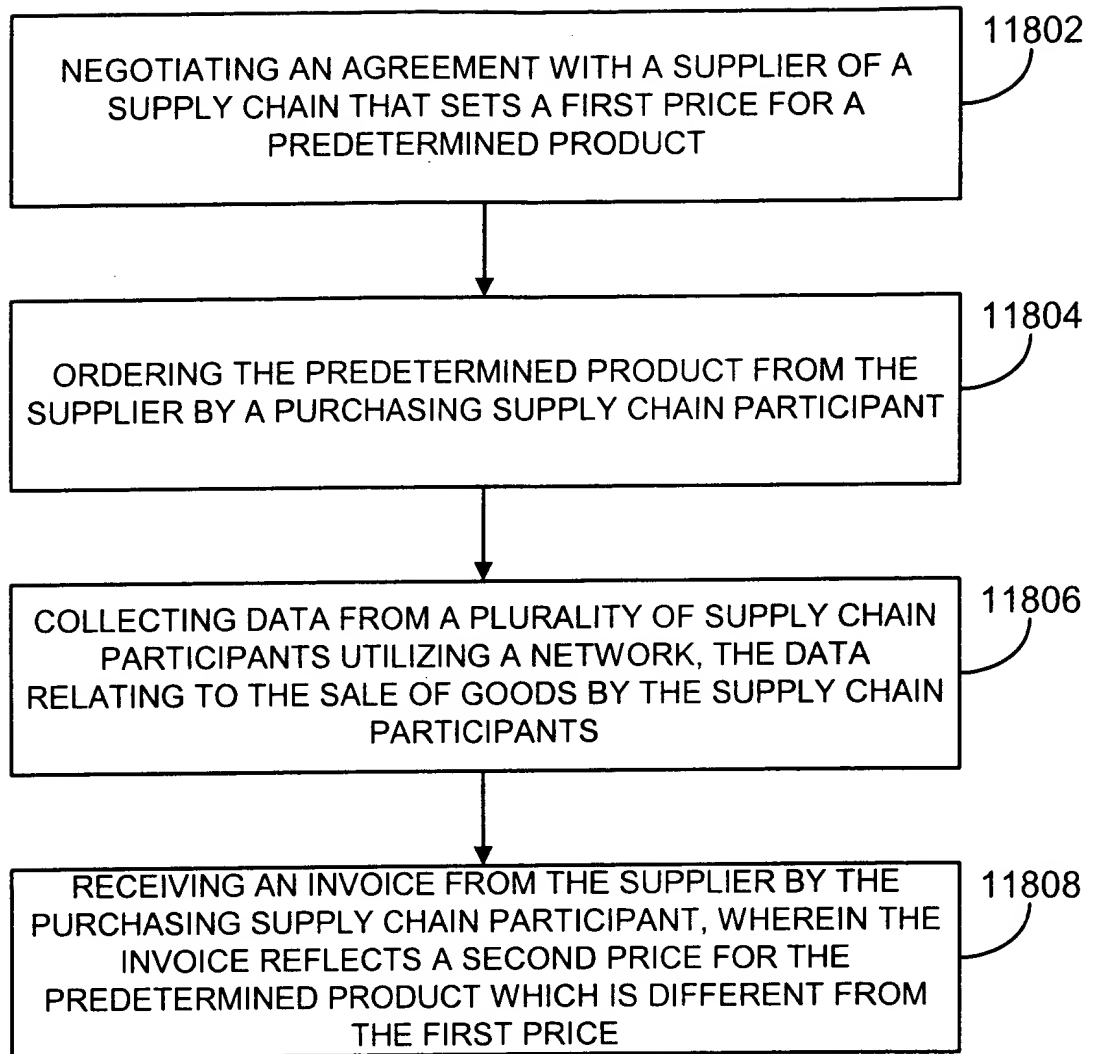 11802
NEGOTIATING AN AGREEMENT WITH A SUPPLIER OF A
SUPPLY CHAIN THAT SETS A FIRST PRICE FOR A
PREDETERMINED PRODUCT
11804
ORDERING THE PREDETERMINED PRODUCT FROM THE
SUPPLIER BY A PURCHASING SUPPLY CHAIN PARTICIPANT
11806
COLLECTING DATA FROM A PLURALITY OF SUPPLY CHAIN
PARTICIPANTS UTILIZING A NETWORK, THE DATA
RELATING TO THE SALE OF GOODS BY THE SUPPLY CHAIN
PARTICIPANTS
11808
RECEIVING AN INVOICE FROM THE SUPPLIER BY THE
PURCHASING SUPPLY CHAIN PARTICIPANT, WHEREIN THE
INVOICE REFLECTS A SECOND PRICE FOR THE
PREDETERMINED PRODUCT WHICH IS DIFFERENT FROM
THE FIRST PRICE